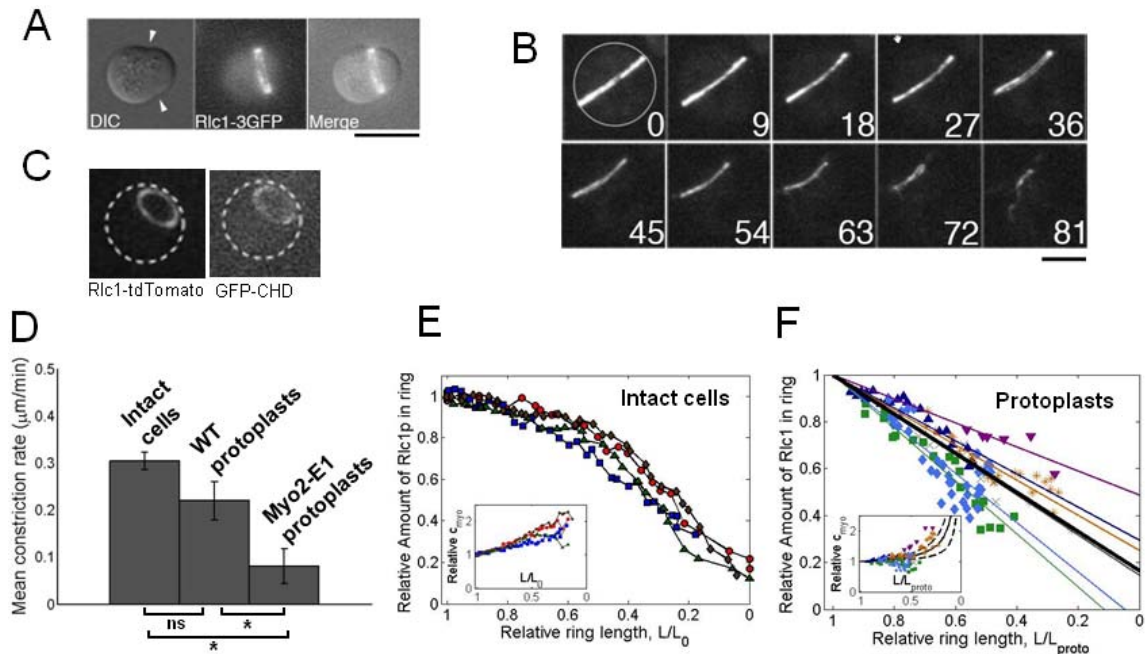 A
DIC
Rlc1-3GFP
Merge
B
0
9
18
27
36
45
54
63
72
81
C
Rlc1-tdTomato
GFP-CHD
D
Mean constriction rate (μm/min)
0.5
0.4
0.3
0.2
0.1
0
Intact
cells
WT
protoplasts
Myo2-E1
protoplasts
ns
*
*
E
Intact cells
Relative Amount of Rlc1p in ring
1
0.8
0.6
0.4
0.2
0
1
0.8
0.6
0.4
0.2
0
Relative ring length, L/L0
Relative cmyo
2
1
1
0.5
0
L/L0
F
Protoplasts
Relative Amount of Rlc1 in ring
1
0.8
0.6
0.4
0.2
0
1
0.8
0.6
0.4
0.2
0
Relative ring length, L/Lproto
Relative cmyo
2
1
1
0.5
0
L/Lproto